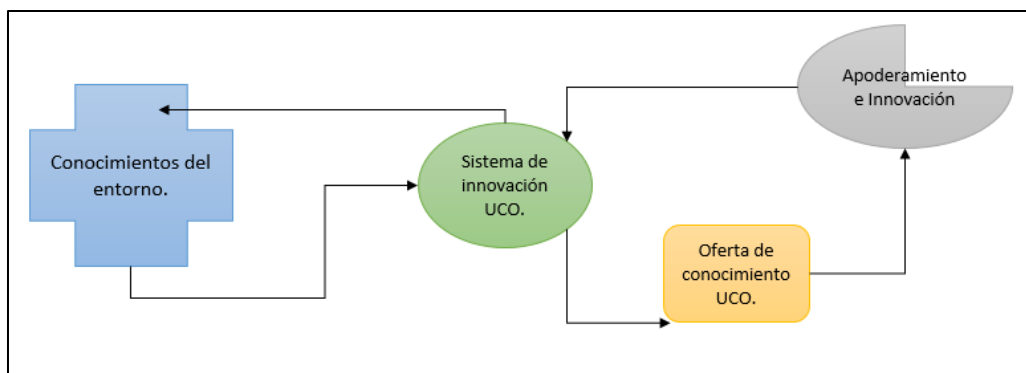 Conocimientos del
entorno.
Sistema de
innovación
UCO.
Oferta de
conocimiento
UCO.
Apoderamiento
e Innovación